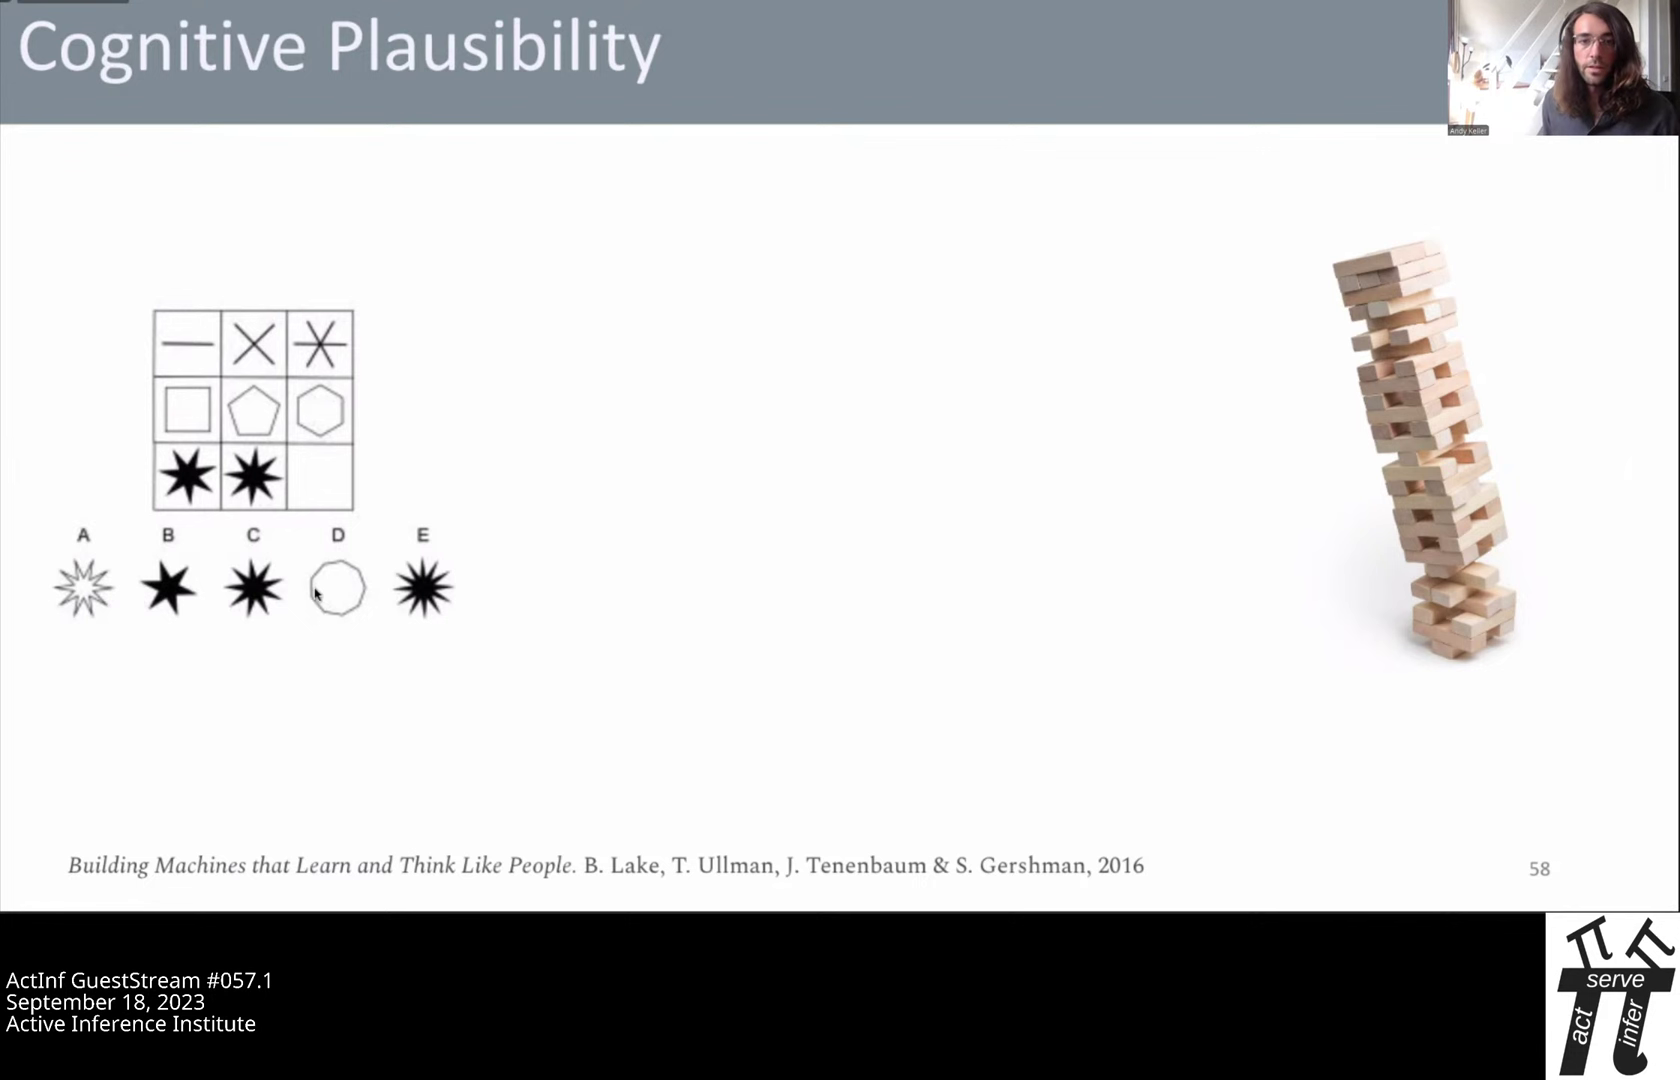 Cognitive Plausibility
Andy Keller
A B C D E
Building Machines that Learn and Think Like People. B. Lake, T. Ullman, J. Tenenbaum & S. Gershman, 2016
58
ActInf GuestStream #057.1
September 18, 2023
Active Inference Institute
π π
serve
act infer